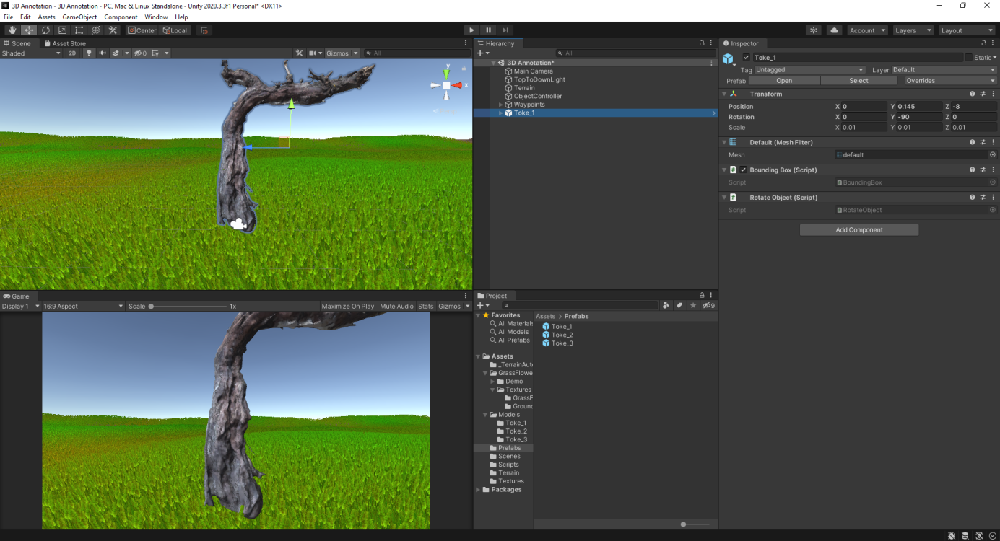 3D Annotation - 3D Annotation - PC, Mac & Linux Standalone - Unity 2020.3.3f1 Personal* <DX11>
File Edit Assets GameObject Component Window Help
Center Local Account Layers Layout
Scene Asset Store
Shaded 2D 0 Gizmos All
y
x
Hierarchy
All
3D Annotation*
Main Camera
TopToDownLight
Terrain
ObjectController
Waypoints
Toke_1
Inspector
Toke_1 Static
Tag Untagged Layer Default
Prefab Open Select Overrides
Transform
Position X 0 Y 0.145 Z -8
Rotation X 0 Y -90 Z 0
Scale X 0.01 Y 0.01 Z 0.01
Default (Mesh Filter)
Mesh default
# Bounding Box (Script)
Script BoundingBox
# Rotate Object (Script)
Script RotateObject
Add Component
Game
Display 1 16:9 Aspect Scale 1x Maximize On Play Mute Audio Stats Gizmos
Project
9
Favorites
All Materials
All Models
All Prefabs
Assets
_TerrainAut
GrassFlowe
Demo
Textures
GrassF
Ground
Models
Toke_1
Toke_2
Toke_3
Prefabs
Scenes
Scripts
Terrain
Textures
Packages
Assets > Prefabs
Toke_1
Toke_2
Toke_3